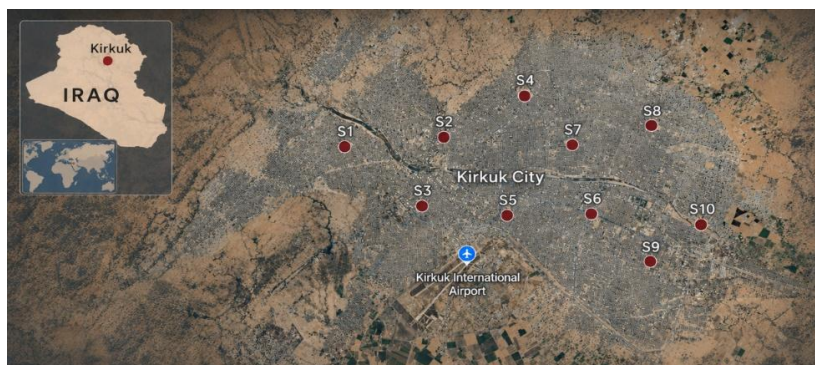 Kirkuk
IRAQ
S4
S8
S1
S2
S7
Kirkuk City
S3
S5
S6
S10
S9
Kirkuk International
Airport